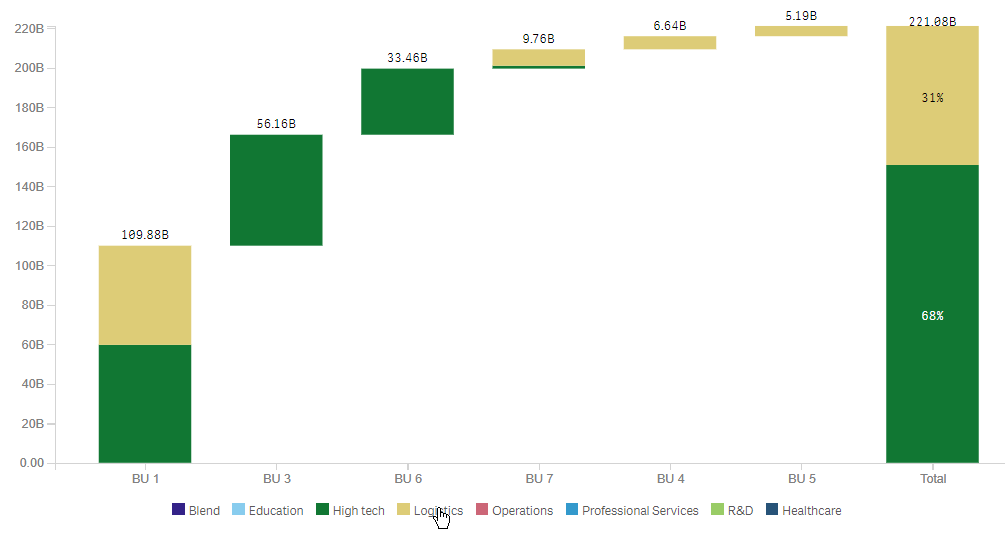 220B
200B
180B
160B
140B
120B
100B
80B
60B
40B
20B
0.00
109.88B
56.16B
33.46B
9.76B
6.64B
5.19B
221.08B
31%
68%
BU 1 BU 3 BU 6 BU 7 BU 4 BU 5 Total
Blend Education High tech Logistics Operations Professional Services R&D Healthcare